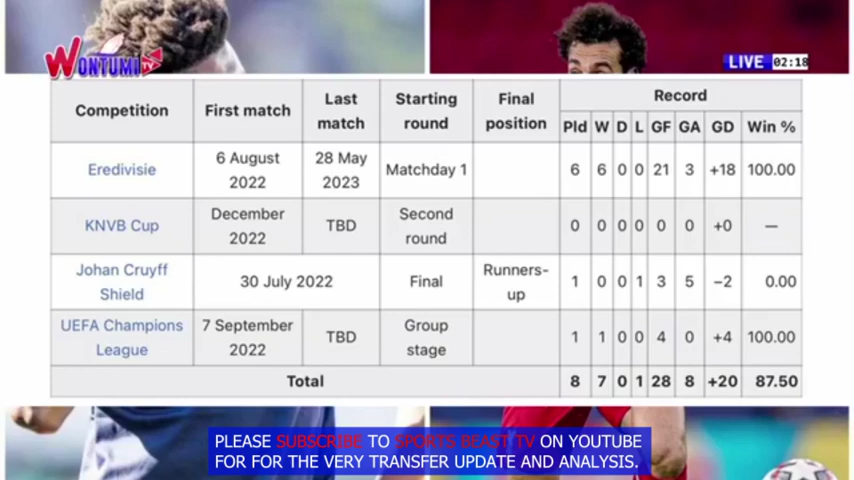 WONTUMI TV
LIVE 02:18
Competition First match Last match Starting round Final position Record
Pld W D L GF GA GD Win %
Eredivisie 6 August 2022 28 May 2023 Matchday 1 6 6 0 0 21 3 +18 100.00
KNVB Cup December 2022 TBD Second round 0 0 0 0 0 0 +0 —
Johan Cruyff Shield 30 July 2022 Final Runners-up 1 0 0 1 3 5 −2 0.00
UEFA Champions League 7 September 2022 TBD Group stage 1 1 0 0 4 0 +4 100.00
Total 8 7 0 1 28 8 +20 87.50
PLEASE SUBSCRIBE TO SPORTS BEAST TV ON YOUTUBE
FOR FOR THE VERY TRANSFER UPDATE AND ANALYSIS.